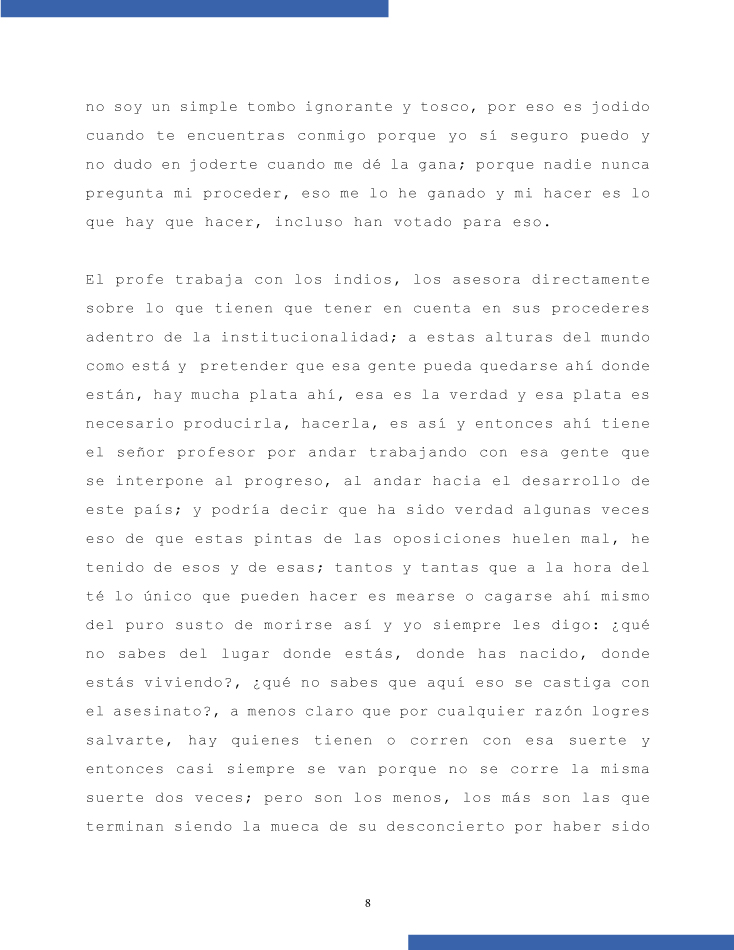 no soy un simple tombo ignorante y tosco, por eso es jodido
cuando te encuentras conmigo porque yo sí seguro puedo y
no dudo en joderte cuando me dé la gana; porque nadie nunca
pregunta mi proceder, eso me lo he ganado y mi hacer es lo
que hay que hacer, incluso han votado para eso.
El profe trabaja con los indios, los asesora directamente
sobre lo que tienen que tener en cuenta en sus procederes
adentro de la institucionalidad; a estas alturas del mundo
como está y  pretender que esa gente pueda quedarse ahí donde
están, hay mucha plata ahí, esa es la verdad y esa plata es
necesario producirla, hacerla, es así y entonces ahí tiene
el señor profesor por andar trabajando con esa gente que
se interpone al progreso, al andar hacia el desarrollo de
este país; y podría decir que ha sido verdad algunas veces
eso de que estas pintas de las oposiciones huelen mal, he
tenido de esos y de esas; tantos y tantas que a la hora del
té lo único que pueden hacer es mearse o cagarse ahí mismo
del puro susto de morirse así y yo siempre les digo: ¿qué
no sabes del lugar donde estás, donde has nacido, donde
estás viviendo?, ¿qué no sabes que aquí eso se castiga con
el asesinato?, a menos claro que por cualquier razón logres
salvarte, hay quienes tienen o corren con esa suerte y
entonces casi siempre se van porque no se corre la misma
suerte dos veces; pero son los menos, los más son las que
terminan siendo la mueca de su desconcierto por haber sido
8